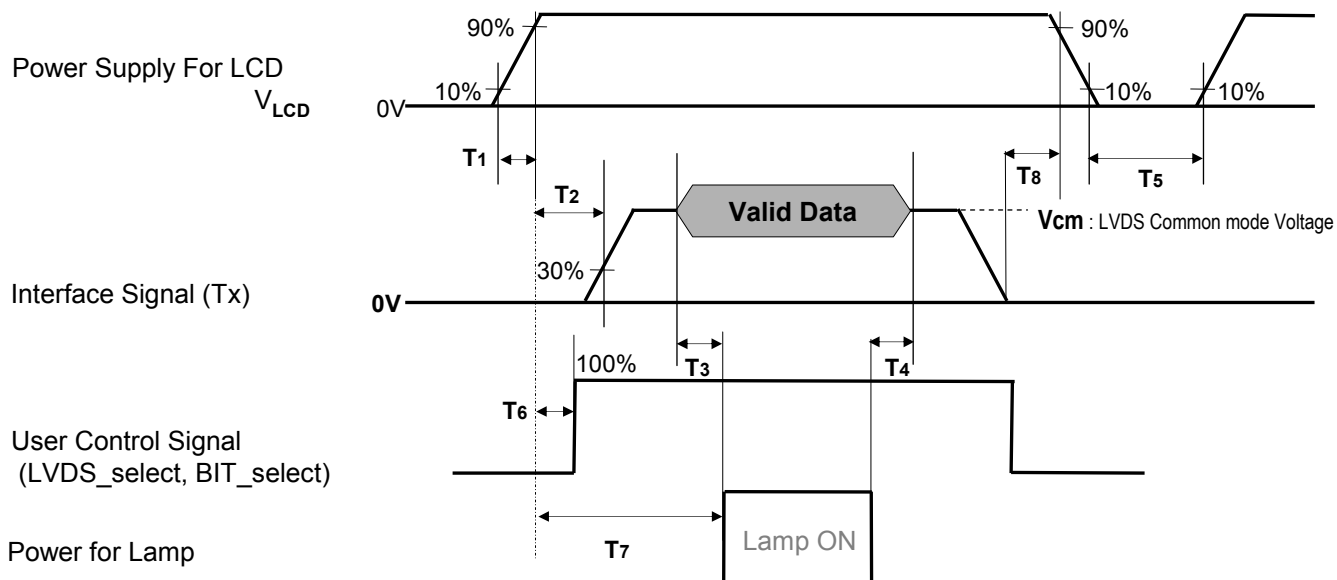 90%
90%
Power Supply For LCD
VLCD
10%
10%
10%
0V
T1
T2
T8
T5
Valid Data
Vcm : LVDS Common mode Voltage
30%
Interface Signal (Tx)
0V
100%
T3
T4
T6
User Control Signal
(LVDS_select, BIT_select)
T7
Lamp ON
Power for Lamp